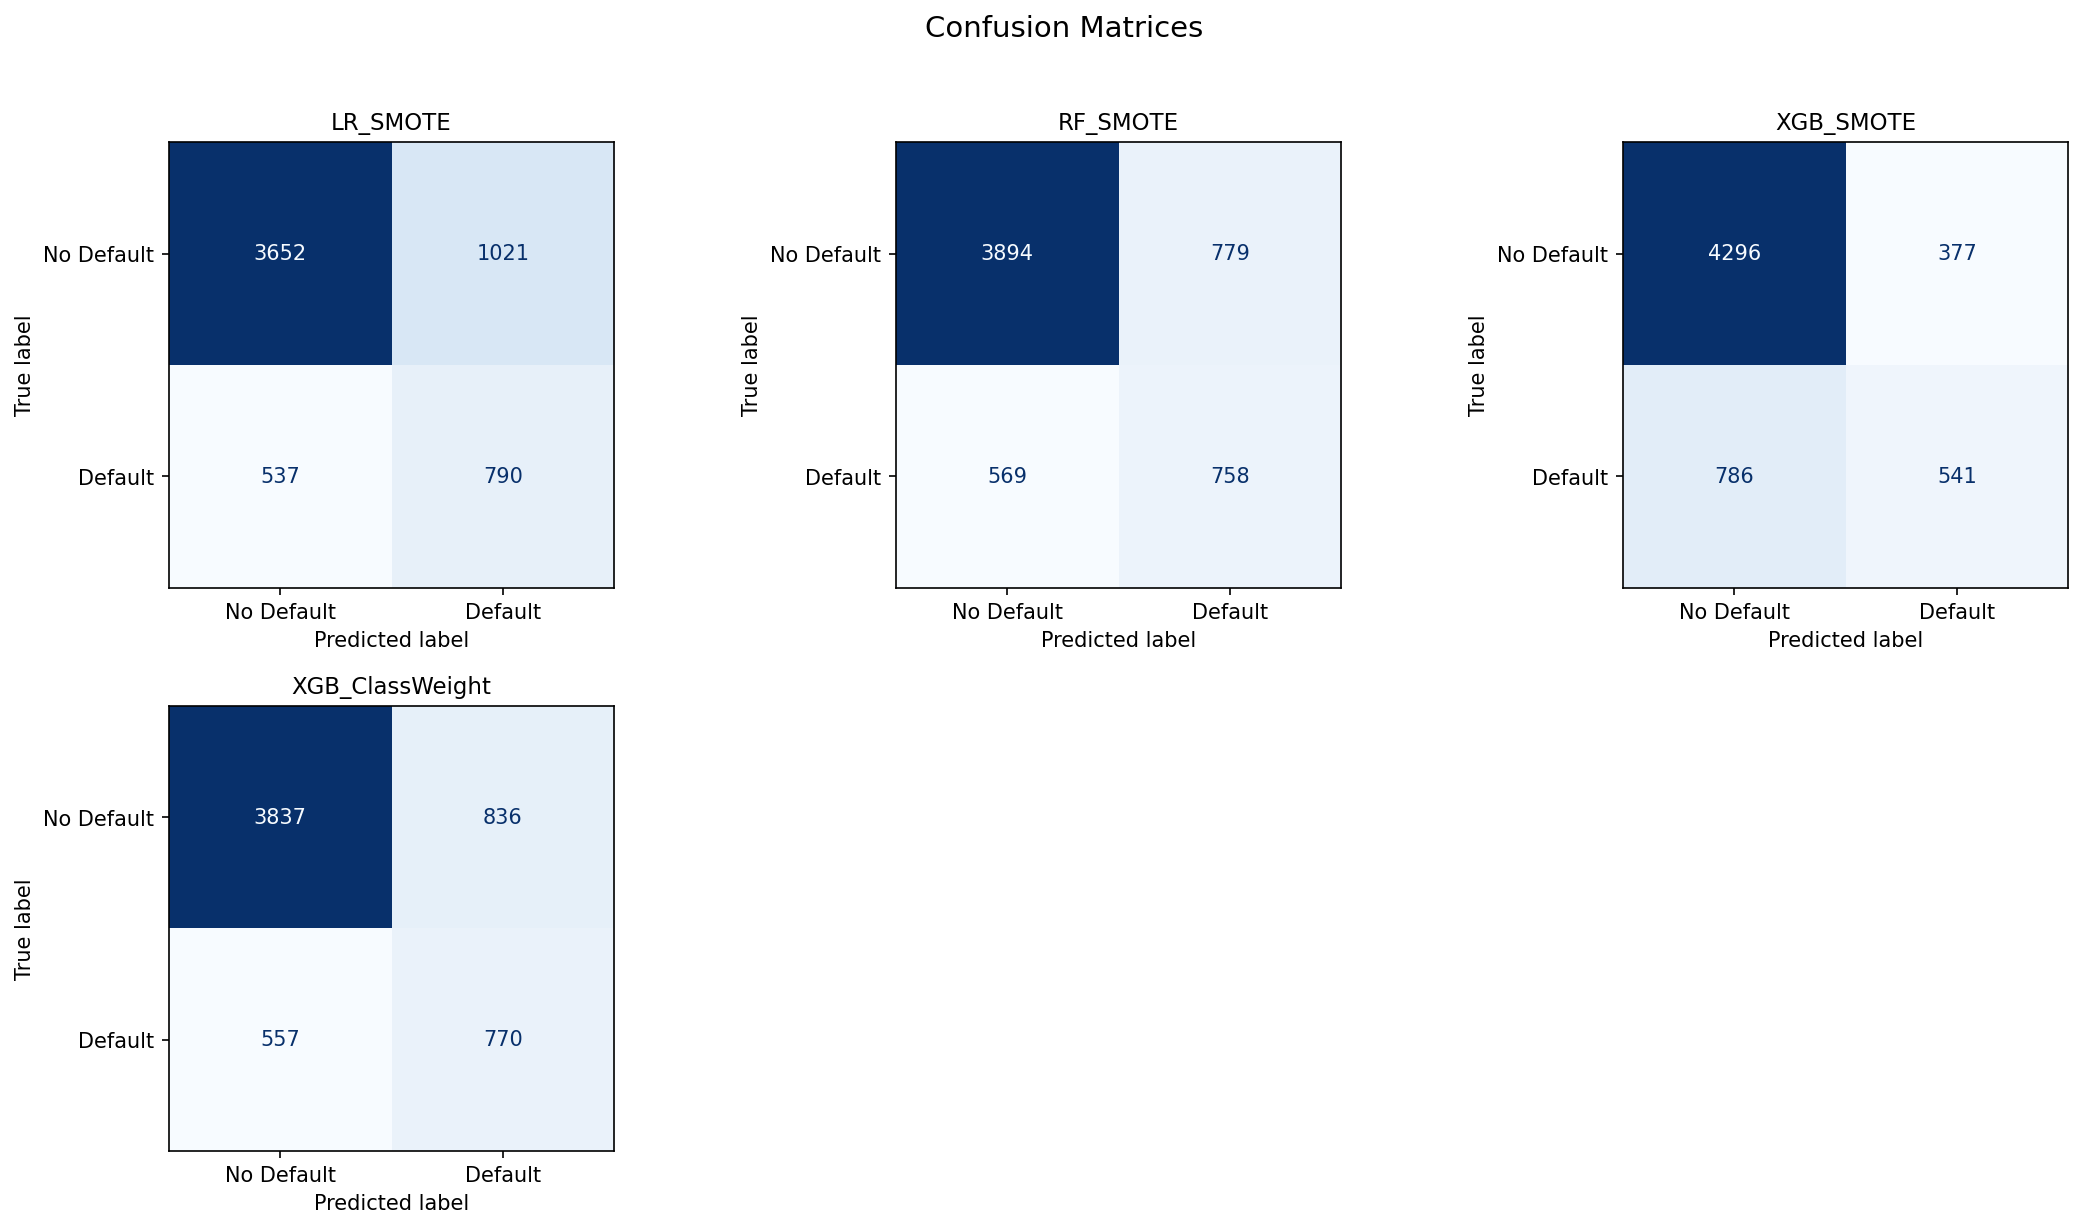 Confusion Matrices
LR_SMOTE
True label
No Default
3652
1021
Default
537
790
No Default
Default
Predicted label
RF_SMOTE
True label
No Default
3894
779
Default
569
758
No Default
Default
Predicted label
XGB_SMOTE
True label
No Default
4296
377
Default
786
541
No Default
Default
Predicted label
XGB_ClassWeight
True label
No Default
3837
836
Default
557
770
No Default
Default
Predicted label